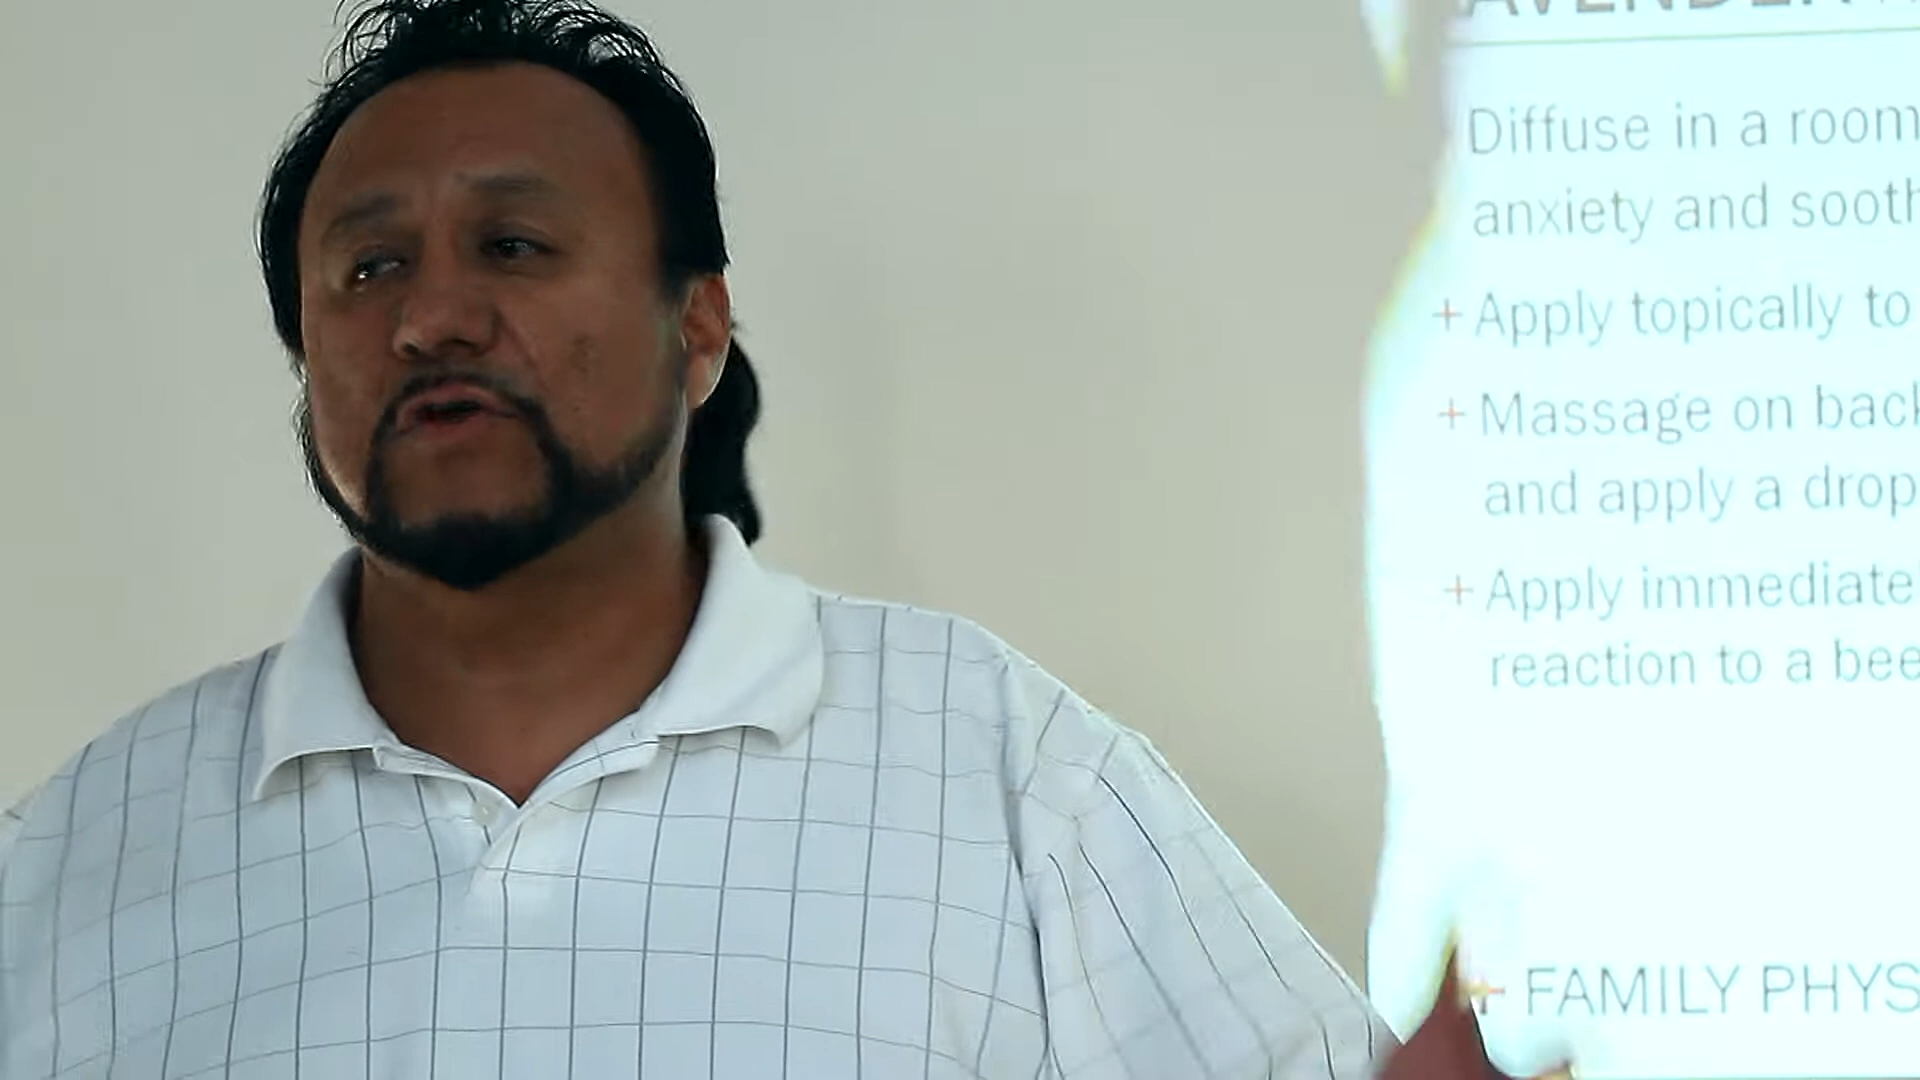 AVENDER
Diffuse in a room
anxiety and sooth
+ Apply topically to
+ Massage on back
and apply a drop
+ Apply immediate
reaction to a bee
+ FAMILY PHYS